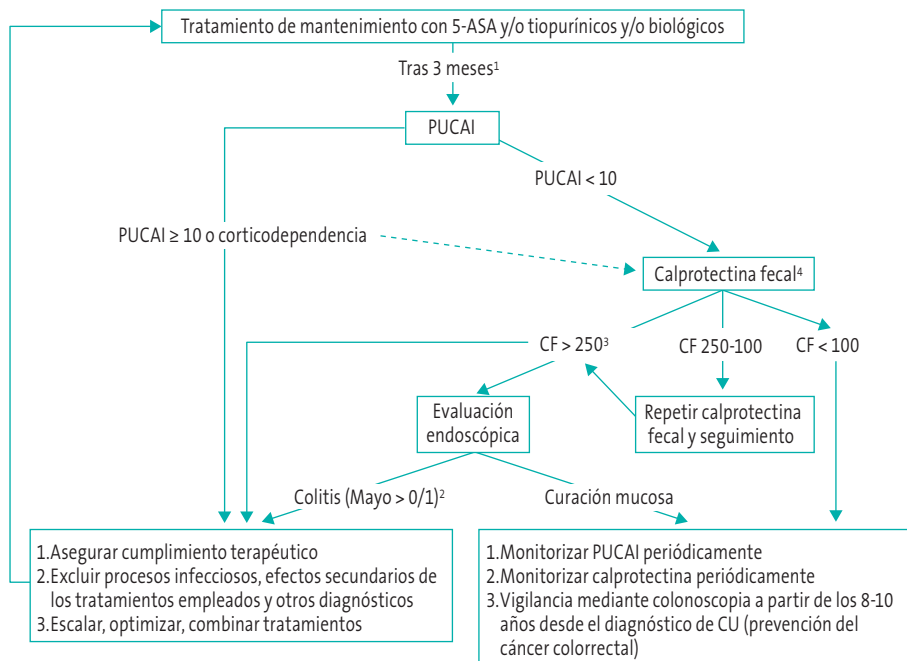 Tratamiento de mantenimiento con 5-ASA y/o tiopurínicos y/o biológicos
Tras 3 meses¹
PUCAI
PUCAI < 10
PUCAI ≥ 10 o corticodependencia
Calprotectina fecal⁴
CF > 250³
CF 250-100
CF < 100
Evaluación
endoscópica
Repetir calprotectina
fecal y seguimiento
Colitis (Mayo > 0/1)²
Curación mucosa
1.Asegurar cumplimiento terapéutico
2.Excluir procesos infecciosos, efectos secundarios de
los tratamientos empleados y otros diagnósticos
3.Escalar, optimizar, combinar tratamientos
1.Monitorizar PUCAI periódicamente
2.Monitorizar calprotectina periódicamente
3.Vigilancia mediante colonoscopia a partir de los 8-10
años desde el diagnóstico de CU (prevención del
cáncer colorrectal)